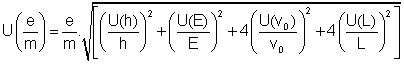 U(e/m) = e/m . √[(U(h)/h)² + (U(E)/E)² + 4(U(v₀)/v₀)² + 4(U(L)/L)²]